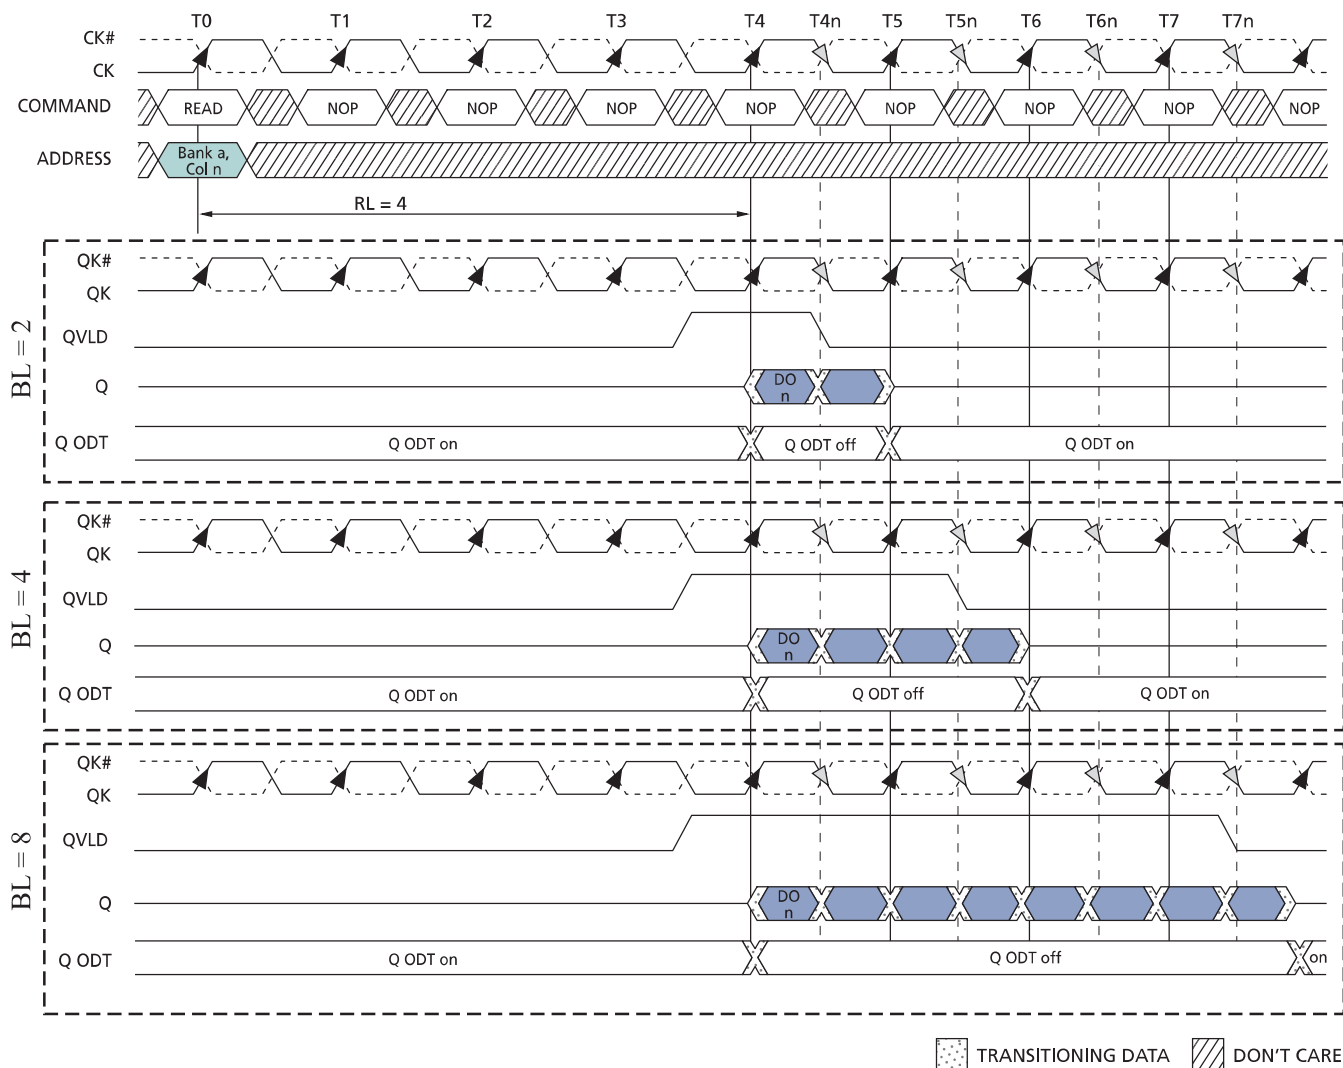 T0 T1 T2 T3 T4 T4n T5 T5n T6 T6n T7 T7n
CK#
CK
COMMAND READ NOP NOP NOP NOP NOP NOP NOP NOP
ADDRESS Bank a,
Col n
RL = 4
BL = 2
QK#
QK
QVLD
Q DO
n
Q ODT Q ODT on Q ODT off Q ODT on
BL = 4
QK#
QK
QVLD
Q DO
n
Q ODT Q ODT on Q ODT off Q ODT on
BL = 8
QK#
QK
QVLD
Q DO
n
Q ODT Q ODT on Q ODT off on
TRANSITIONING DATA DON'T CARE